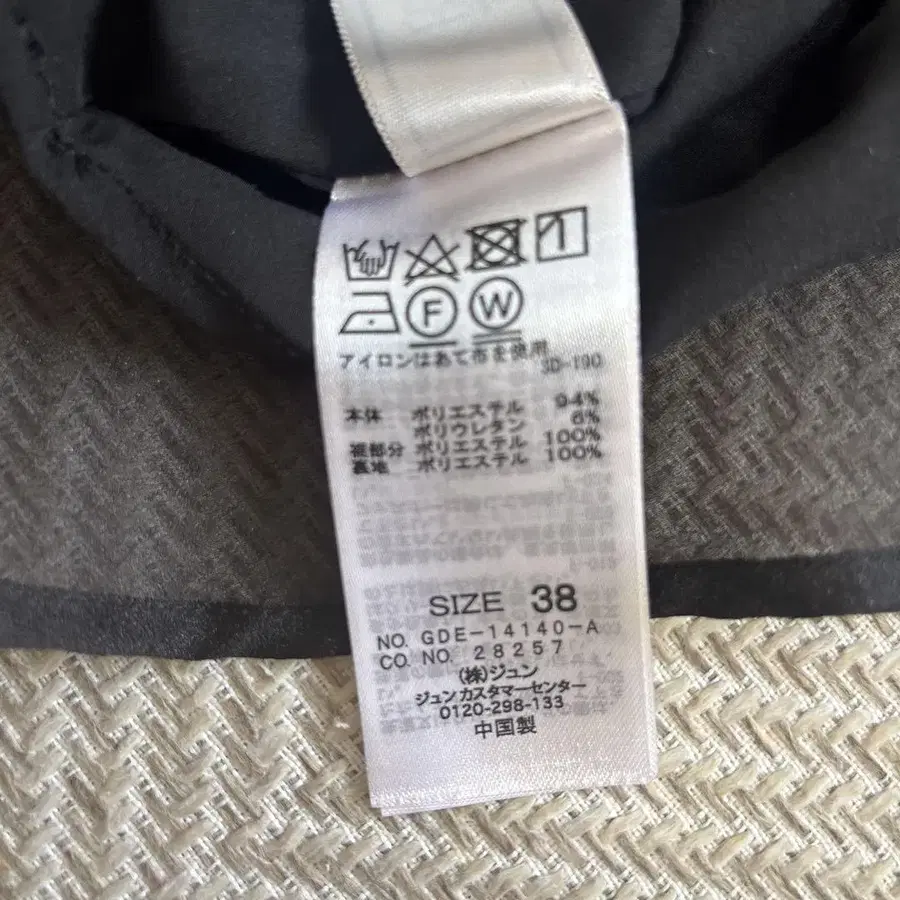 F W
アイロンはあて布を使用
3D-190
本体 ポリエステル 94%
ポリウレタン 6%
裾部分 ポリエステル 100%
裏地 ポリエステル 100%
SIZE 38
NO. GDE-14140-A
CO. NO. 28257
(株)ジュン
ジュンカスタマーセンター
0120-298-133
中国製